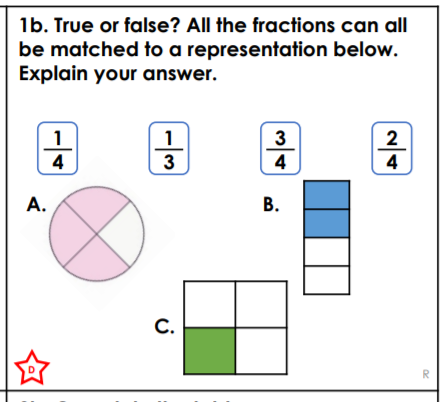 1b. True or false? All the fractions can all
be matched to a representation below.
Explain your answer.
1/4 1/3 3/4 2/4
A. B.
C.
D R